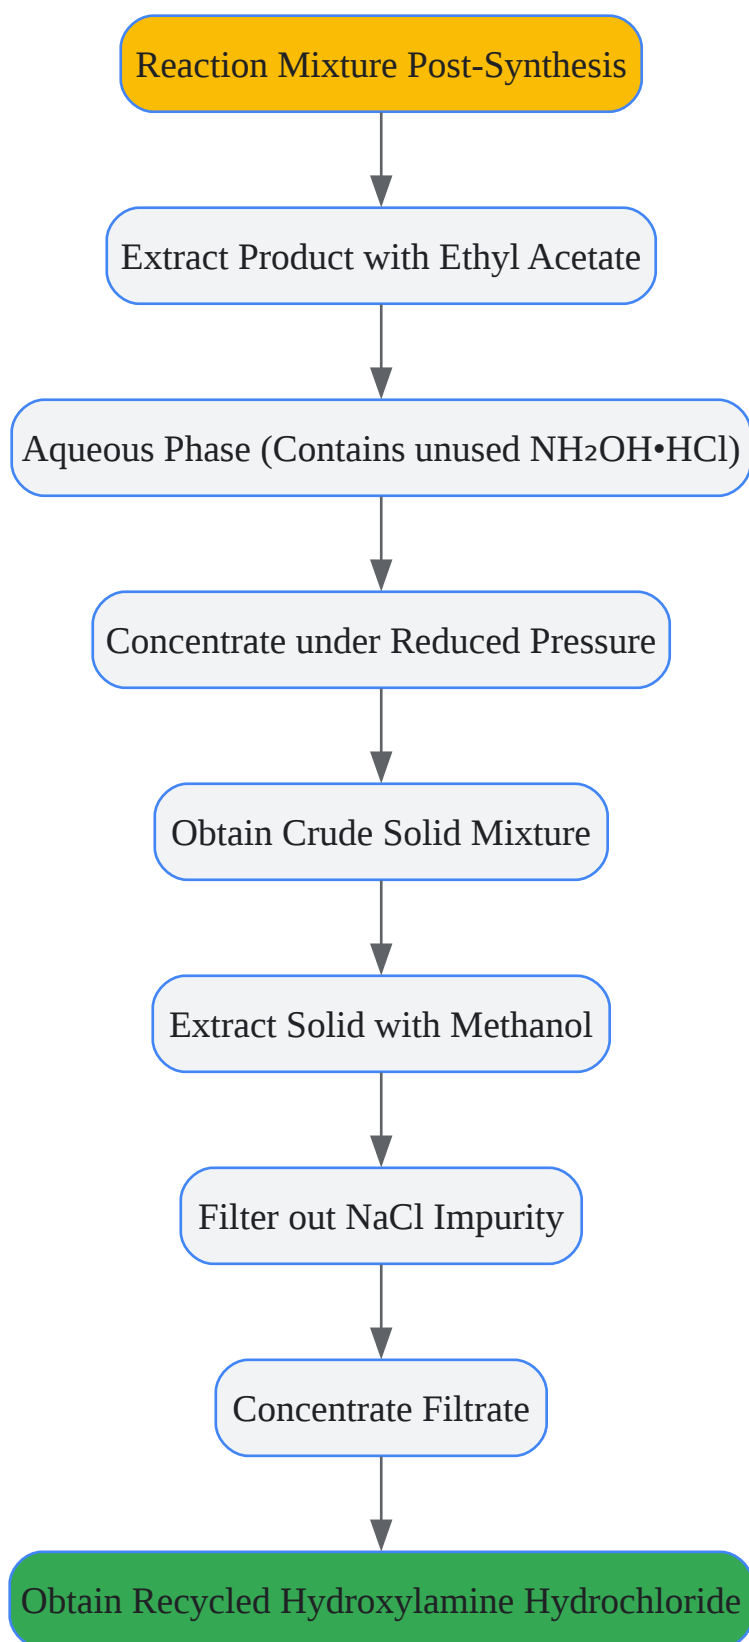 Reaction Mixture Post-Synthesis
Extract Product with Ethyl Acetate
Aqueous Phase (Contains unused NH₂OH•HCl)
Concentrate under Reduced Pressure
Obtain Crude Solid Mixture
Extract Solid with Methanol
Filter out NaCl Impurity
Concentrate Filtrate
Obtain Recycled Hydroxylamine Hydrochloride